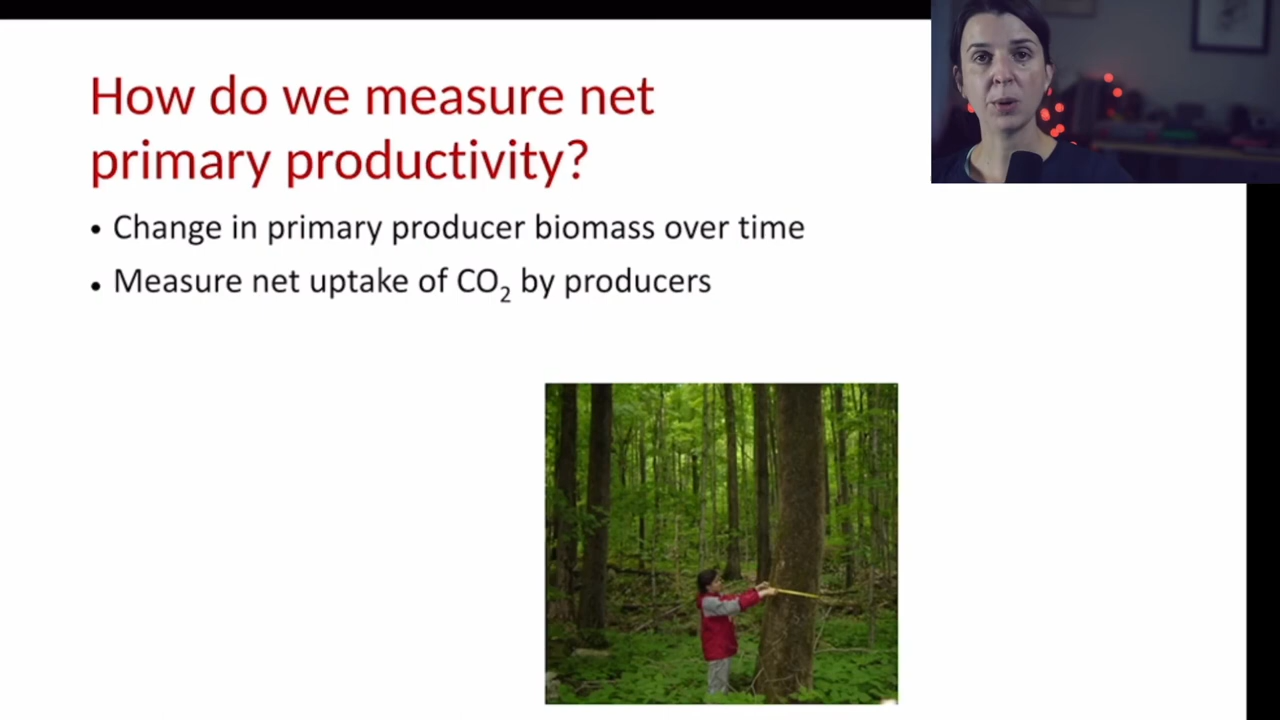 How do we measure net
primary productivity?
• Change in primary producer biomass over time
• Measure net uptake of CO₂ by producers